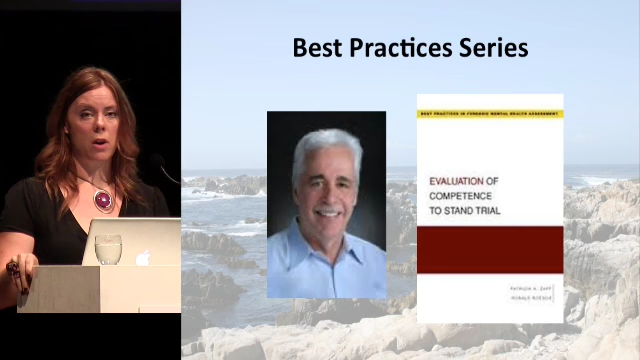 Best Practices Series
BEST PRACTICES IN FORENSIC MENTAL HEALTH ASSESSMENT
EVALUATION OF
COMPETENCE
TO STAND TRIAL
PATRICIA A. ZAPF
RONALD ROESCH